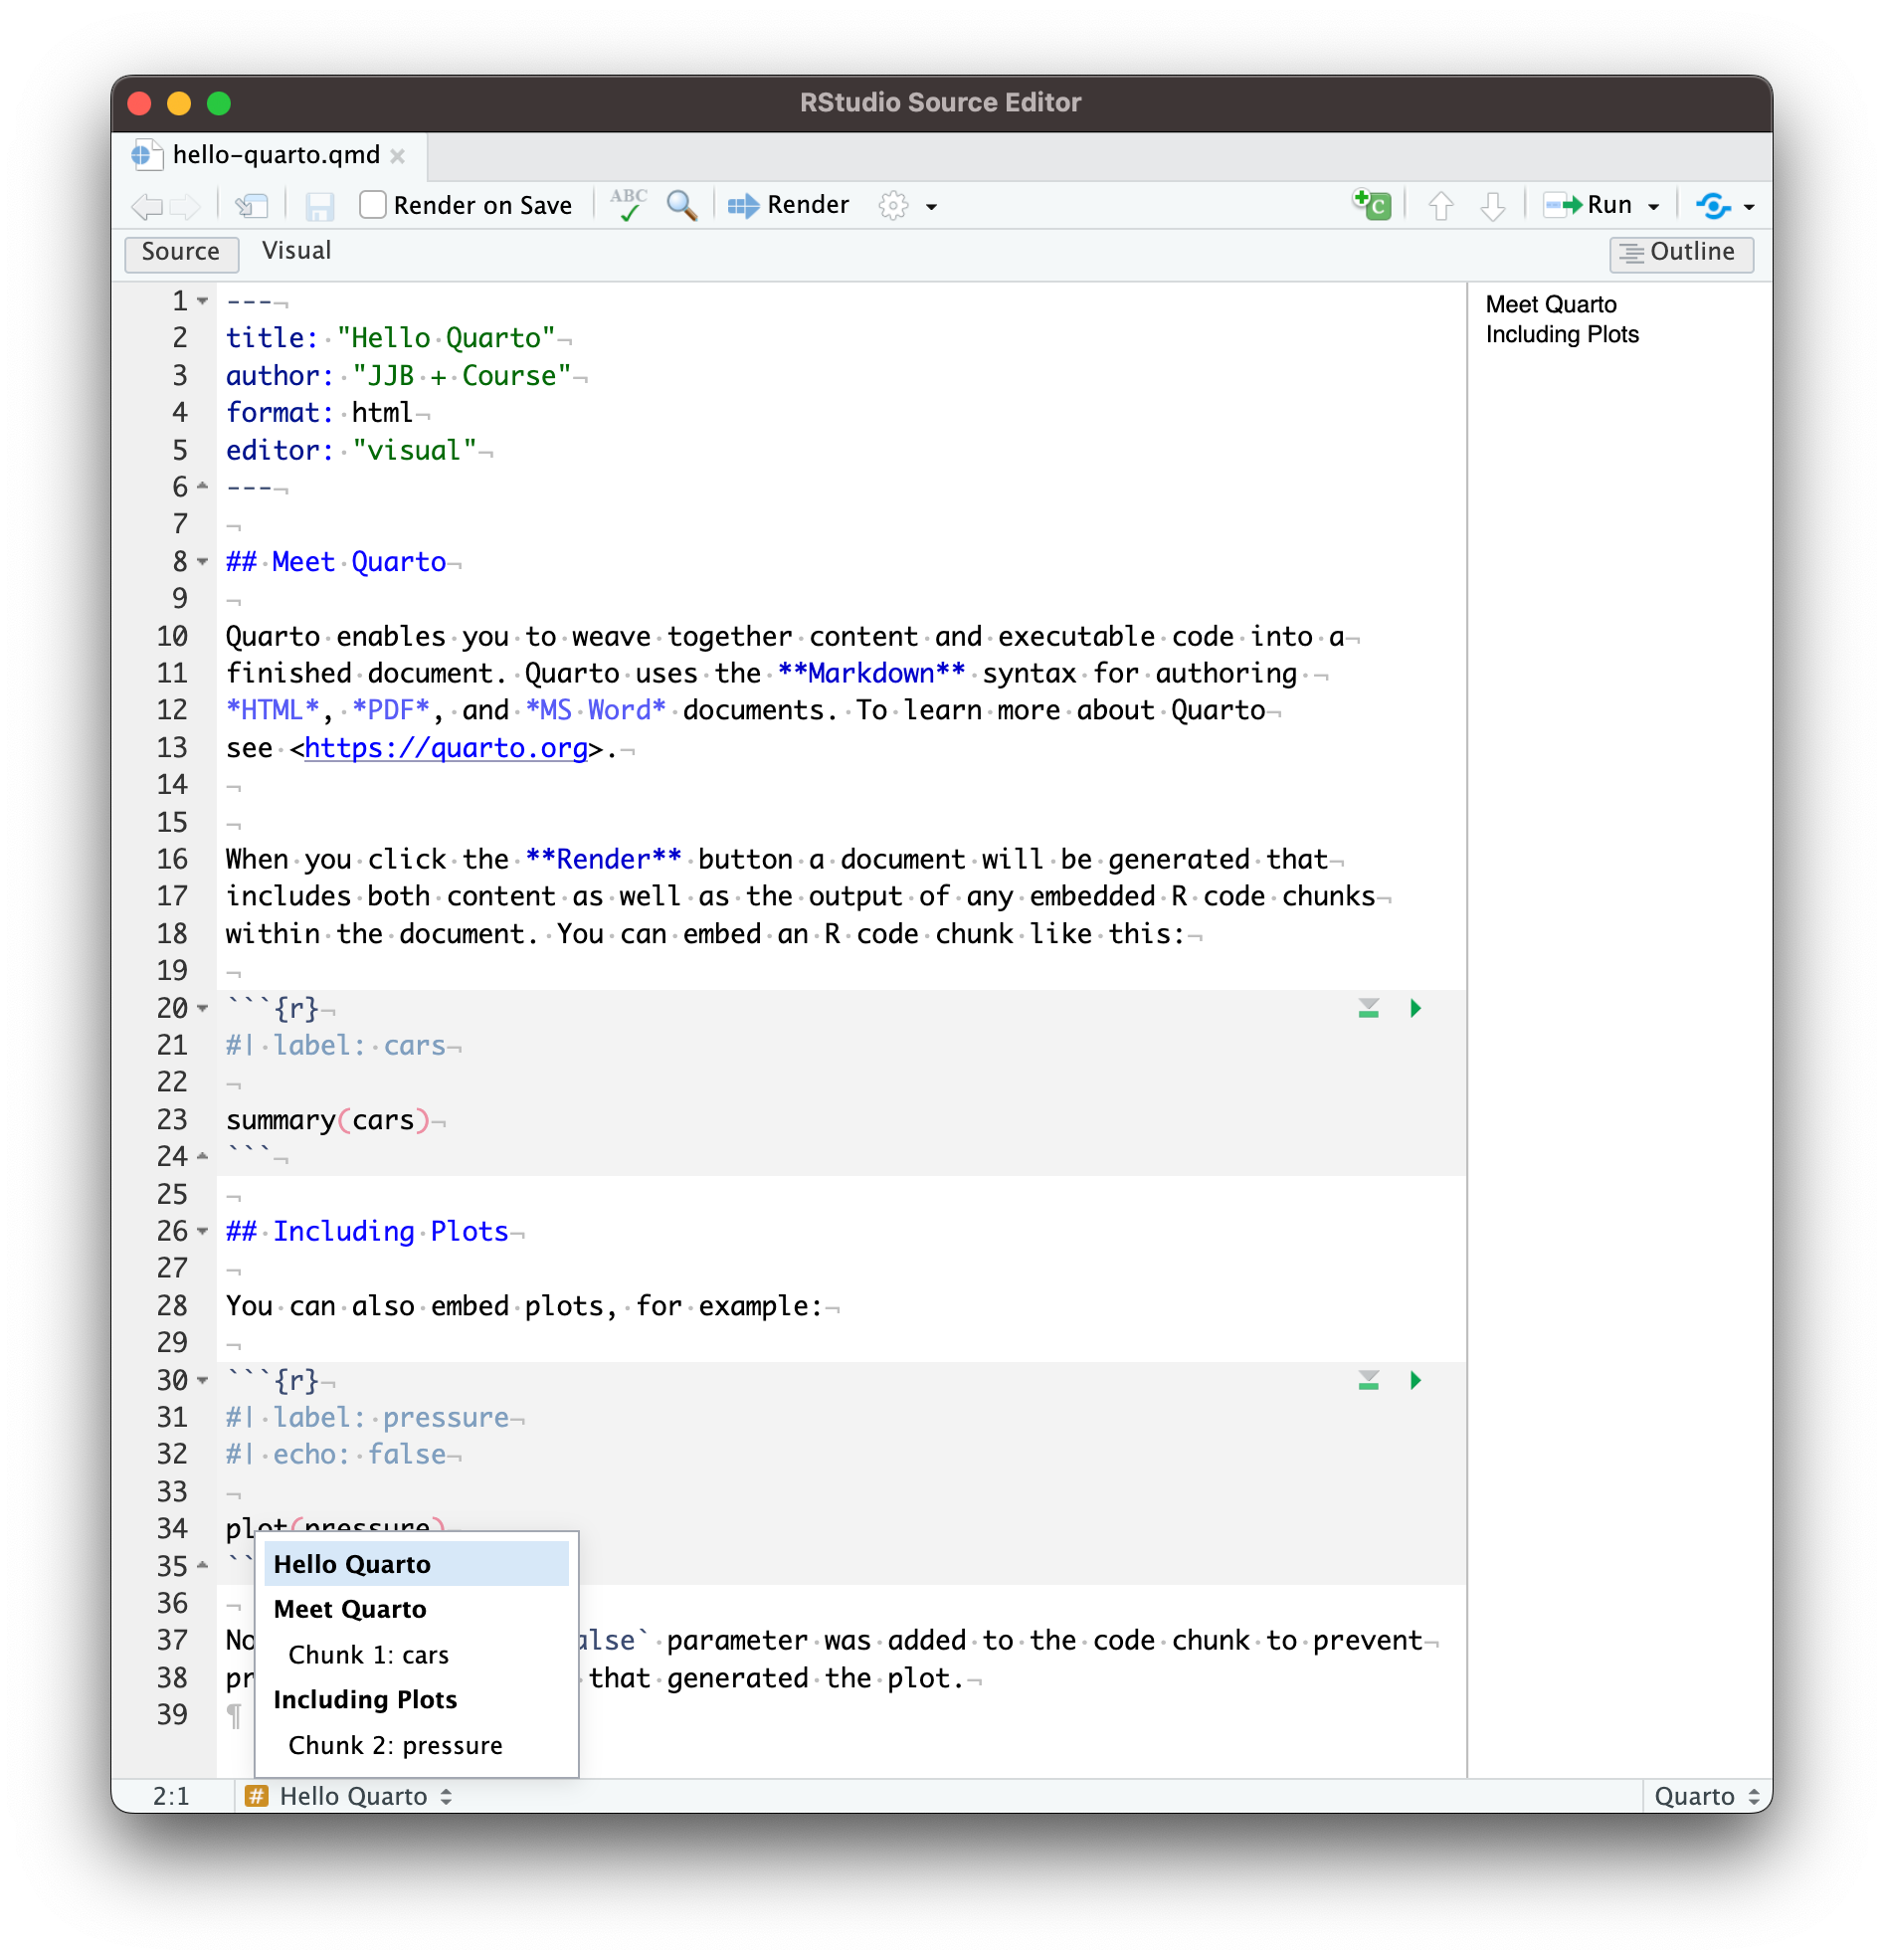 RStudio Source Editor
hello-quarto.qmd
Render on Save ABC Render C Run
Source Visual Outline
1 ---
2 title: "Hello Quarto"
3 author: "JJB + Course"
4 format: html
5 editor: "visual"
6 ---
7
8 ## Meet Quarto
9
10 Quarto enables you to weave together content and executable code into a
11 finished document. Quarto uses the **Markdown** syntax for authoring
12 *HTML*, *PDF*, and *MS Word* documents. To learn more about Quarto
13 see <https://quarto.org>.
14
15
16 When you click the **Render** button a document will be generated that
17 includes both content as well as the output of any embedded R code chunks
18 within the document. You can embed an R code chunk like this:
19
20 ```{r}
21 #| label: cars
22
23 summary(cars)
24 ```
25
26 ## Including Plots
27
28 You can also embed plots, for example:
29
30 ```{r}
31 #| label: pressure
32 #| echo: false
33
34 plot(pressure)
35 ``
36
37 No alse` parameter was added to the code chunk to prevent
38 pr that generated the plot.
39 ¶
Hello Quarto
Meet Quarto
Chunk 1: cars
Including Plots
Chunk 2: pressure
Meet Quarto
Including Plots
2:1 # Hello Quarto Quarto